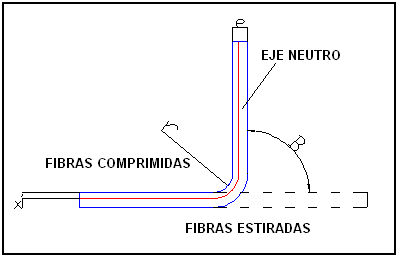 e
EJE NEUTRO
r
B
FIBRAS COMPRIMIDAS
x
FIBRAS ESTIRADAS